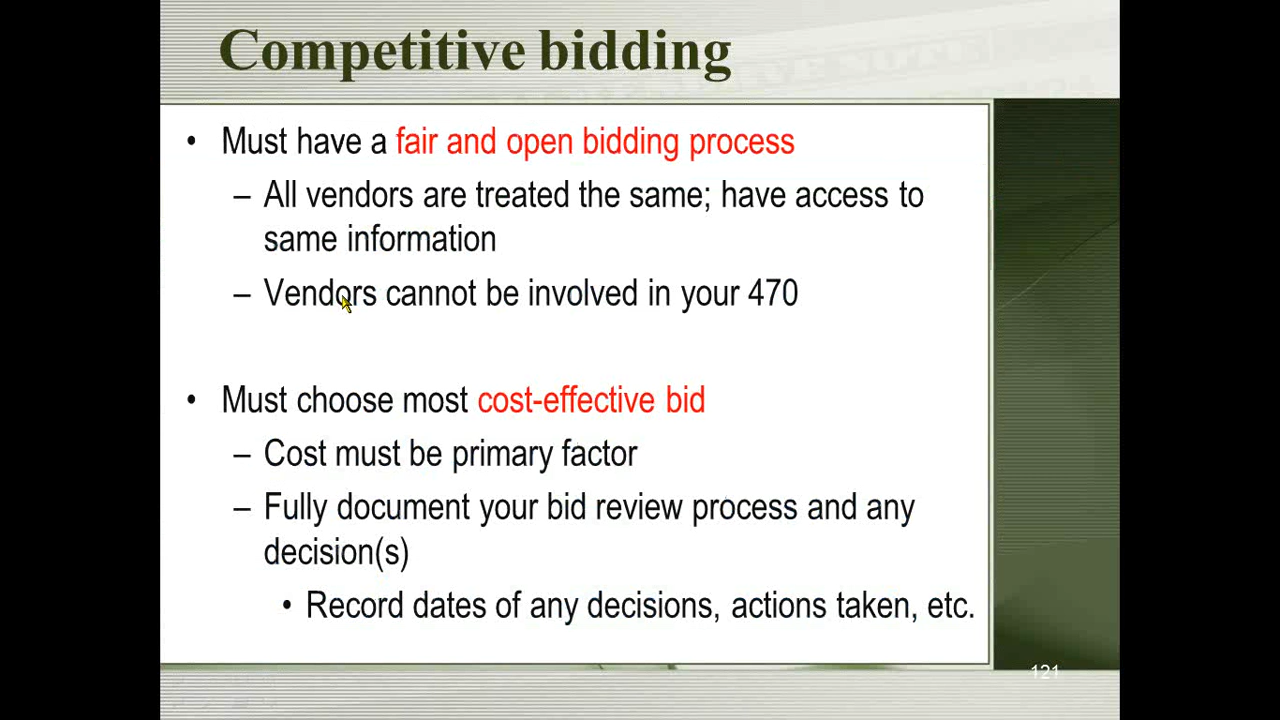 Competitive bidding
• Must have a fair and open bidding process
– All vendors are treated the same; have access to
same information
– Vendors cannot be involved in your 470
• Must choose most cost-effective bid
– Cost must be primary factor
– Fully document your bid review process and any
decision(s)
• Record dates of any decisions, actions taken, etc.
121